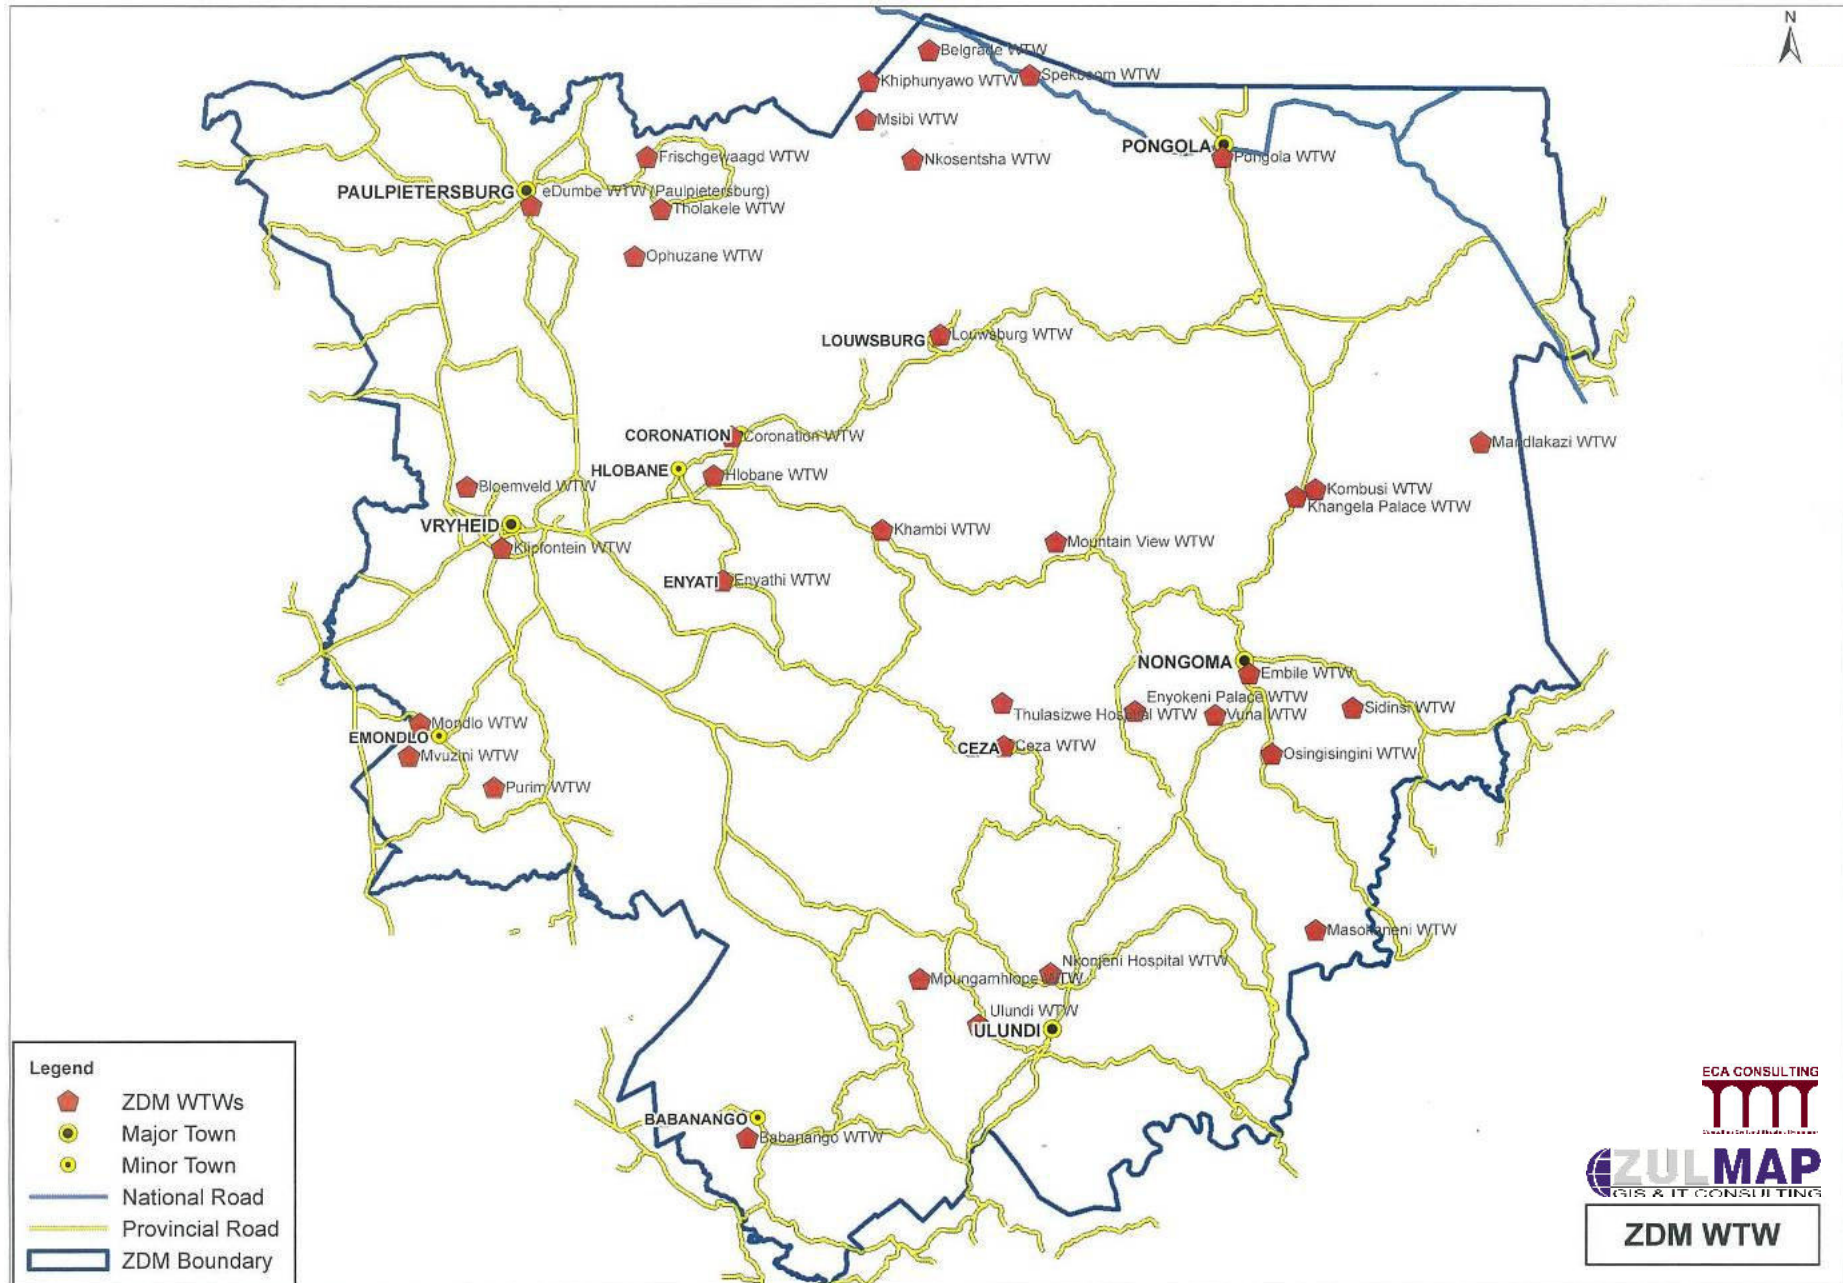 N
Belgrade WTW
Spekboom WTW
Khiphunyawo WTW
Msibi WTW
PONGOLA
Pongola WTW
Frischgewaagd WTW
Nkosentsha WTW
PAULPIETERSBURG
eDumbe WTW (Paulpietersburg)
Tholakele WTW
Ophuzane WTW
LOUWSBURG
Louwsburg WTW
CORONATION
Coronation WTW
Mandlakazi WTW
HLOBANE
Hlobane WTW
Bloemveld WTW
Kombusi WTW
Khangela Palace WTW
VRYHEID
Khambi WTW
Klipfontein WTW
Mountain View WTW
ENYATI
Enyathi WTW
NONGOMA
Embile WTW
Enyokeni Palace WTW
Thulasizwe Hospital WTW
Vuna WTW
Sidinsi WTW
Mondlo WTW
EMONDLO
CEZA
Ceza WTW
Mvuzini WTW
Osingisingini WTW
Purim WTW
Masokaneni WTW
Nkonjeni Hospital WTW
Mpungamhlope WTW
Ulundi WTW
ULUNDI
BABANANGO
Babanango WTW
Legend
ZDM WTWs
Major Town
Minor Town
National Road
Provincial Road
ZDM Boundary
ECA CONSULTING
ZULMAP
GIS & IT CONSULTING
ZDM WTW